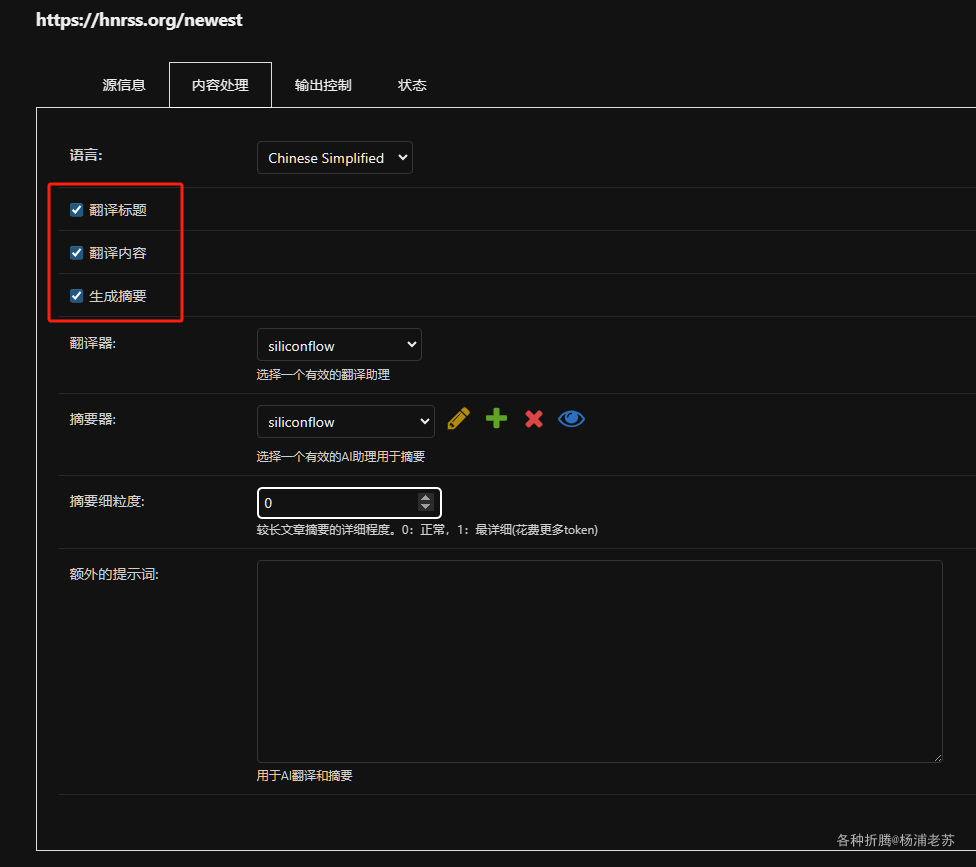 https://hnrss.org/newest
源信息 内容处理 输出控制 状态
语言: Chinese Simplified
翻译标题
翻译内容
生成摘要
翻译器: siliconflow
选择一个有效的翻译助理
摘要器: siliconflow
选择一个有效的AI助理用于摘要
摘要细粒度: 0
较长文章摘要的详细程度。0：正常，1：最详细(花费更多token)
额外的提示词:
用于AI翻译和摘要
各种折腾@杨浦老苏